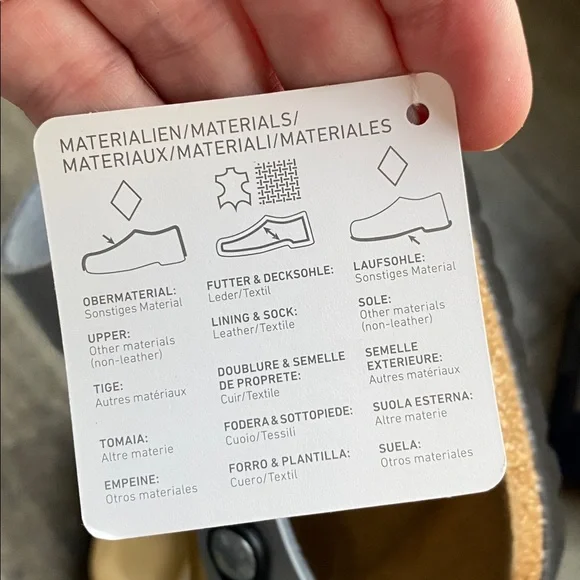 MATERIALIEN/MATERIALS/
MATERIAUX/MATERIALI/MATERIALES
OBERMATERIAL:
Sonstiges Material
UPPER:
Other materials
(non-leather)
TIGE:
Autres matériaux
TOMAIA:
Altre materie
EMPEINE:
Otros materiales
FUTTER & DECKSOHLE:
Leder/Textil
LINING & SOCK:
Leather/Textile
DOUBLURE & SEMELLE
DE PROPRETE:
Cuir/Textile
FODERA & SOTTOPIEDE:
Cuoio/Tessili
FORRO & PLANTILLA:
Cuero/Textil
LAUFSOHLE:
Sonstiges Material
SOLE:
Other materials
(non-leather)
SEMELLE
EXTERIEURE:
Autres matériaux
SUOLA ESTERNA:
Altre materie
SUELA:
Otros materiales